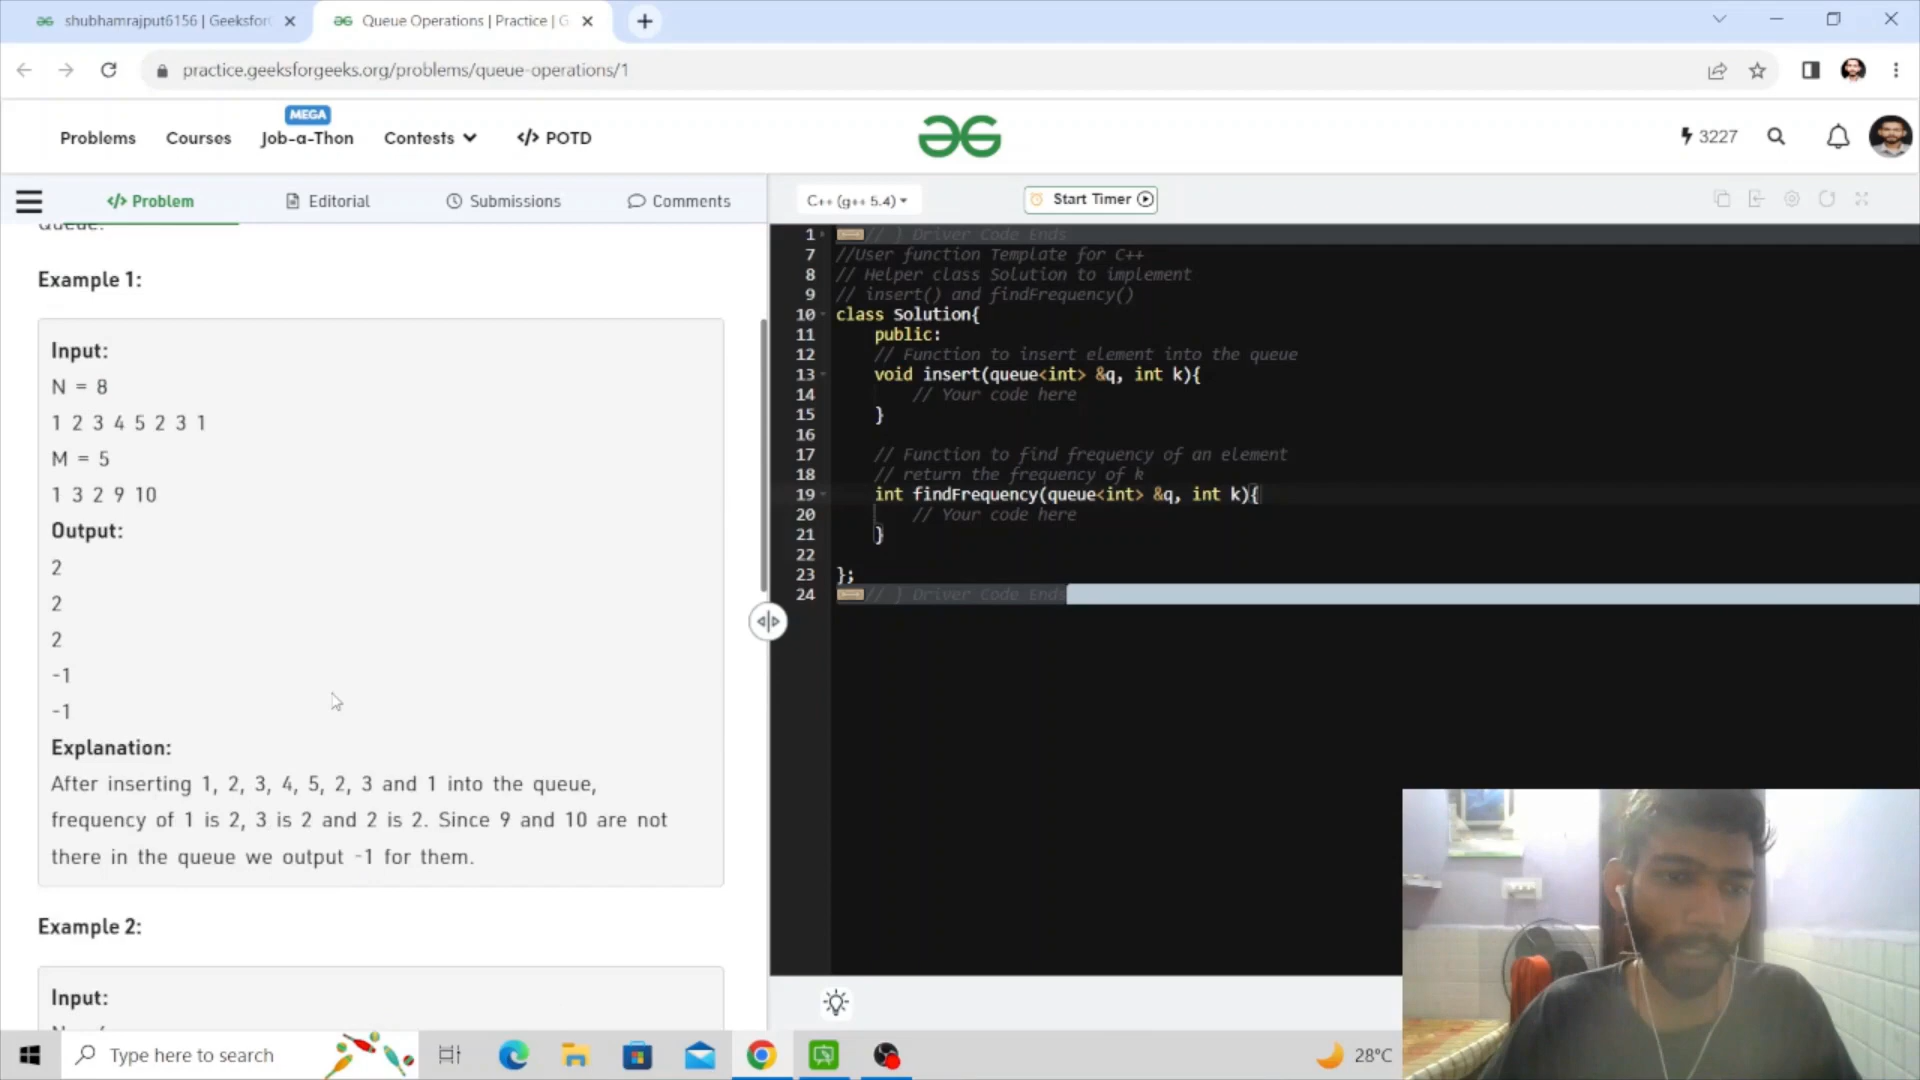 shubhamrajput6156 | Geeksfor
Queue Operations | Practice | G
practice.geeksforgeeks.org/problems/queue-operations/1
MEGA
Problems Courses Job-a-Thon Contests </> POTD
3227
</> Problem Editorial Submissions Comments
C++ (g++ 5.4) Start Timer
Queue.
Example 1:
Input:
N = 8
1 2 3 4 5 2 3 1
M = 5
1 3 2 9 10
Output:
2
2
2
-1
-1
Explanation:
After inserting 1, 2, 3, 4, 5, 2, 3 and 1 into the queue,
frequency of 1 is 2, 3 is 2 and 2 is 2. Since 9 and 10 are not
there in the queue we output -1 for them.
Example 2:
Input:
1 // } Driver Code Ends
7 //User function Template for C++
8 // Helper class Solution to implement
9 // insert() and findFrequency()
10 class Solution{
11 public:
12 // Function to insert element into the queue
13 void insert(queue<int> &q, int k){
14 // Your code here
15 }
16
17 // Function to find frequency of an element
18 // return the frequency of k
19 int findFrequency(queue<int> &q, int k){
20 // Your code here
21 }
22
23 };
24 // } Driver Code Ends
Type here to search
28°C